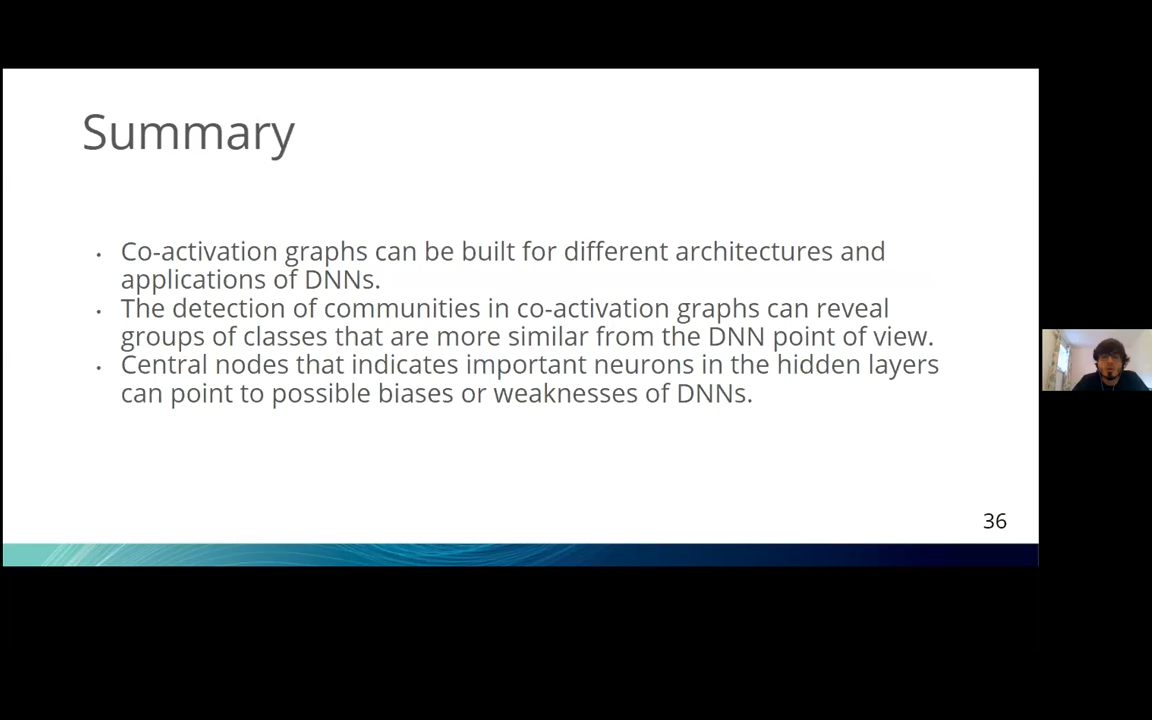 Summary
• Co-activation graphs can be built for different architectures and
applications of DNNs.
• The detection of communities in co-activation graphs can reveal
groups of classes that are more similar from the DNN point of view.
• Central nodes that indicates important neurons in the hidden layers
can point to possible biases or weaknesses of DNNs.
36